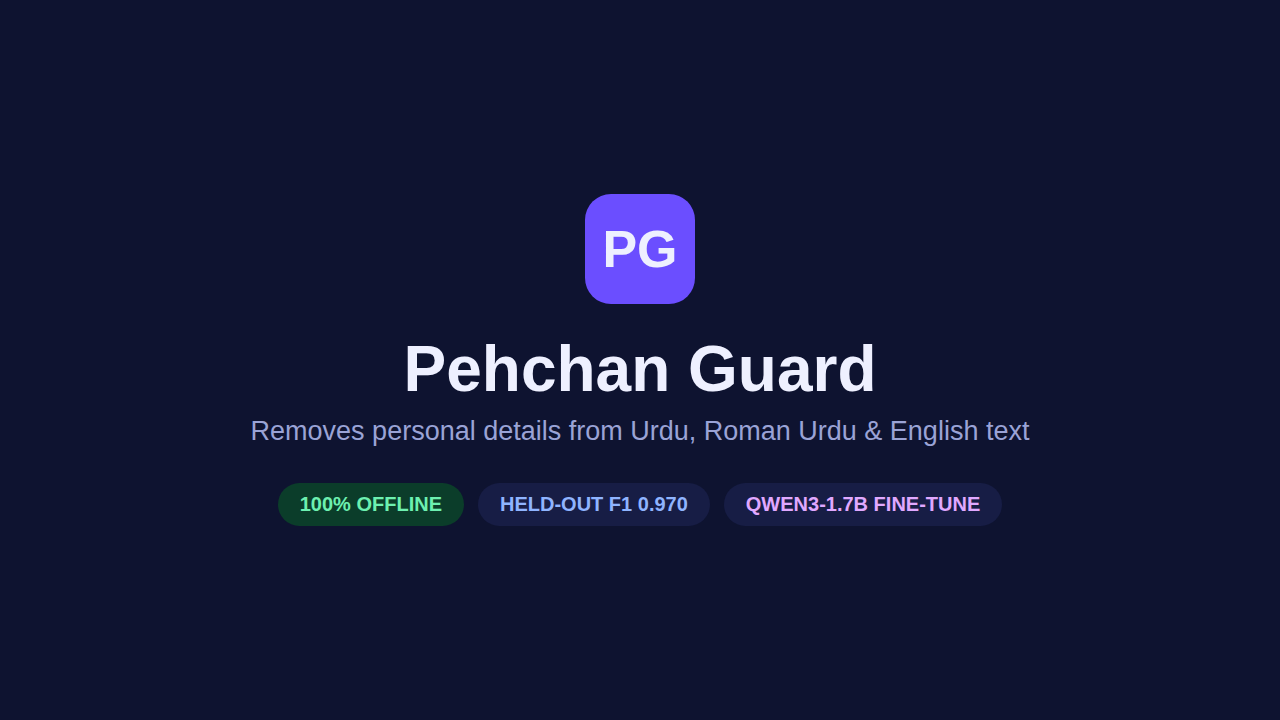 PG
Pehchan Guard
Removes personal details from Urdu, Roman Urdu & English text
100% OFFLINE HELD-OUT F1 0.970 QWEN3-1.7B FINE-TUNE